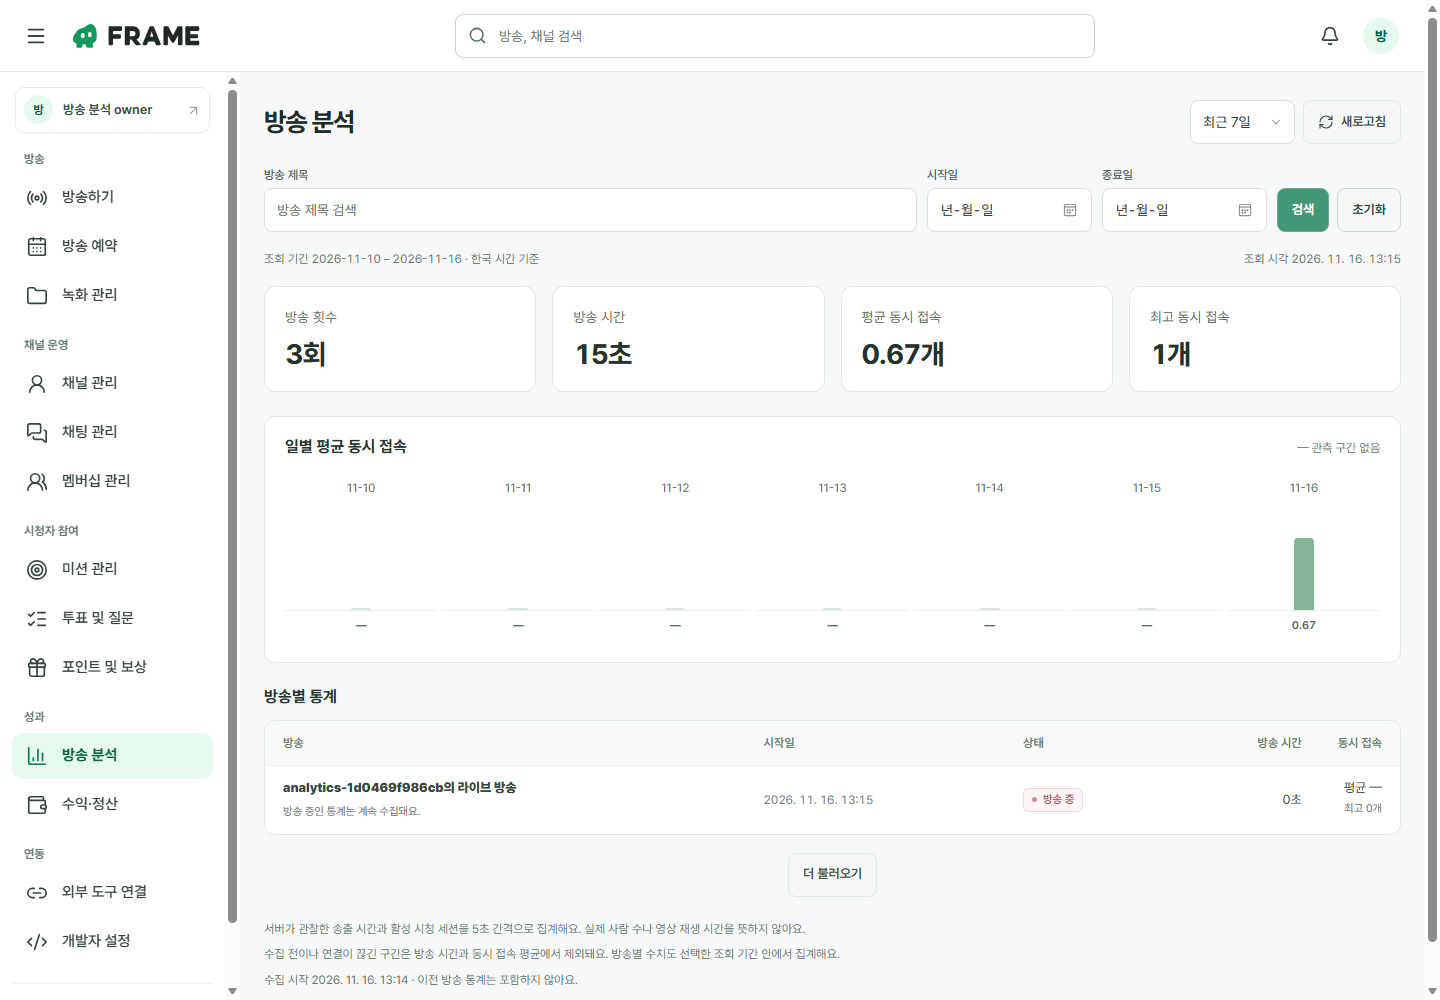 FRAME
방송, 채널 검색
방
방 방송 분석 owner
방송
방송하기
방송 예약
녹화 관리
채널 운영
채널 관리
채팅 관리
멤버십 관리
시청자 참여
미션 관리
투표 및 질문
포인트 및 보상
성과
방송 분석
수익·정산
연동
외부 도구 연결
개발자 설정
방송 분석
최근 7일
새로고침
방송 제목
시작일
종료일
방송 제목 검색
년-월-일
년-월-일
검색
초기화
조회 기간 2026-11-10 – 2026-11-16 · 한국 시간 기준
조회 시각 2026. 11. 16. 13:15
방송 횟수
3회
방송 시간
15초
평균 동시 접속
0.67개
최고 동시 접속
1개
일별 평균 동시 접속
— 관측 구간 없음
11-10 11-11 11-12 11-13 11-14 11-15 11-16
— — — — — — 0.67
방송별 통계
방송 시작일 상태 방송 시간 동시 접속
analytics-1d0469f986cb의 라이브 방송
방송 중인 통계는 계속 수집돼요.
2026. 11. 16. 13:15
방송 중
0초
평균 —
최고 0개
더 불러오기
서버가 관찰한 송출 시간과 활성 시청 세션을 5초 간격으로 집계해요. 실제 사람 수나 영상 재생 시간을 뜻하지 않아요.
수집 전이나 연결이 끊긴 구간은 방송 시간과 동시 접속 평균에서 제외돼요. 방송별 수치도 선택한 조회 기간 안에서 집계해요.
수집 시작 2026. 11. 16. 13:14 · 이전 방송 통계는 포함하지 않아요.